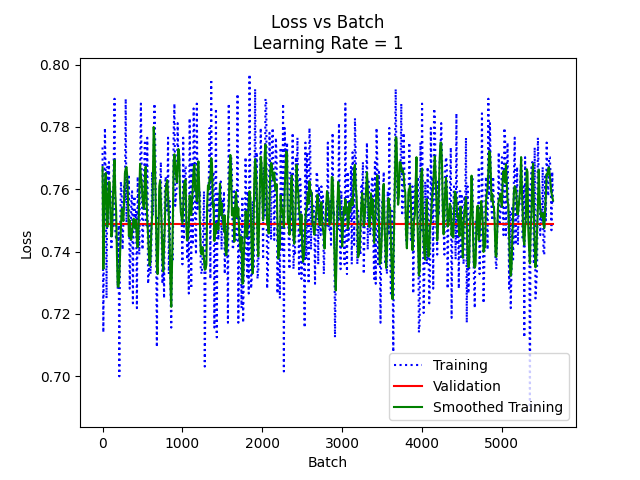 Loss vs Batch
Learning Rate = 1
Loss
0.80
0.78
0.76
0.74
0.72
0.70
0
1000
2000
3000
4000
5000
Batch
Training
Validation
Smoothed Training